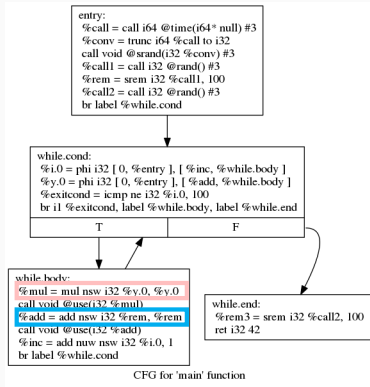 entry:
%call = call i64 @time(i64* null) #3
%conv = trunc i64 %call to i32
call void @srand(i32 %conv) #3
%call1 = call i32 @rand() #3
%rem = srem i32 %call1, 100
%call2 = call i32 @rand() #3
br label %while.cond
while.cond:
%i.0 = phi i32 [ 0, %entry ], [ %inc, %while.body ]
%y.0 = phi i32 [ 0, %entry ], [ %add, %while.body ]
%exitcond = icmp ne i32 %i.0, 100
br i1 %exitcond, label %while.body, label %while.end
T
F
while.body:
%mul = mul nsw i32 %y.0, %y.0
call void @use(i32 %mul)
%add = add nsw i32 %rem, %rem
call void @use(i32 %add)
%inc = add nuw nsw i32 %i.0, 1
br label %while.cond
while.end:
%rem3 = srem i32 %call2, 100
ret i32 42
CFG for 'main' function